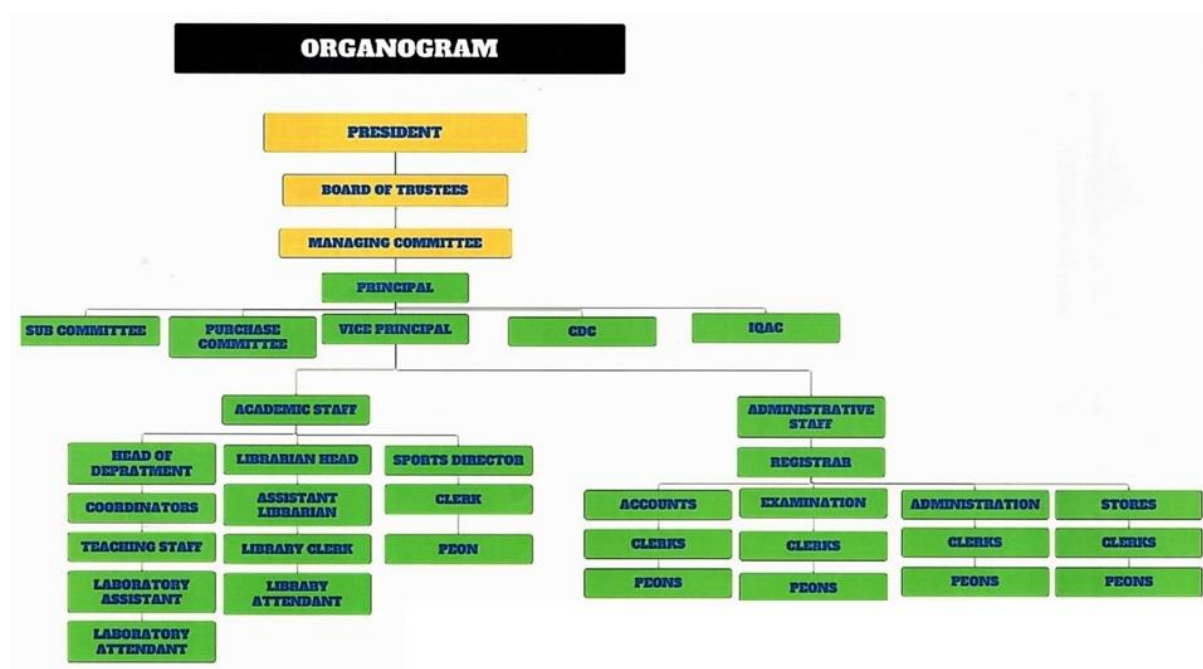 ORGANOGRAM
PRESIDENT
BOARD OF TRUSTEES
MANAGING COMMITTEE
PRINCIPAL
SUB COMMITTEE
PURCHASE
COMMITTEE
VICE PRINCIPAL
CDC
IQAC
ACADEMIC STAFF
ADMINISTRATIVE
STAFF
HEAD OF
DEPRATMENT
LIBRARIAN HEAD
SPORTS DIRECTOR
REGISTRAR
COORDINATORS
ASSISTANT
LIBRARIAN
CLERK
ACCOUNTS
EXAMINATION
ADMINISTRATION
STORES
TEACHING STAFF
LIBRARY CLERK
PEON
CLERKS
CLERKS
CLERKS
CLERKS
LABORATORY
ASSISTANT
LIBRARY
ATTENDANT
PEONS
PEONS
PEONS
PEONS
LABORATORY
ATTENDANT